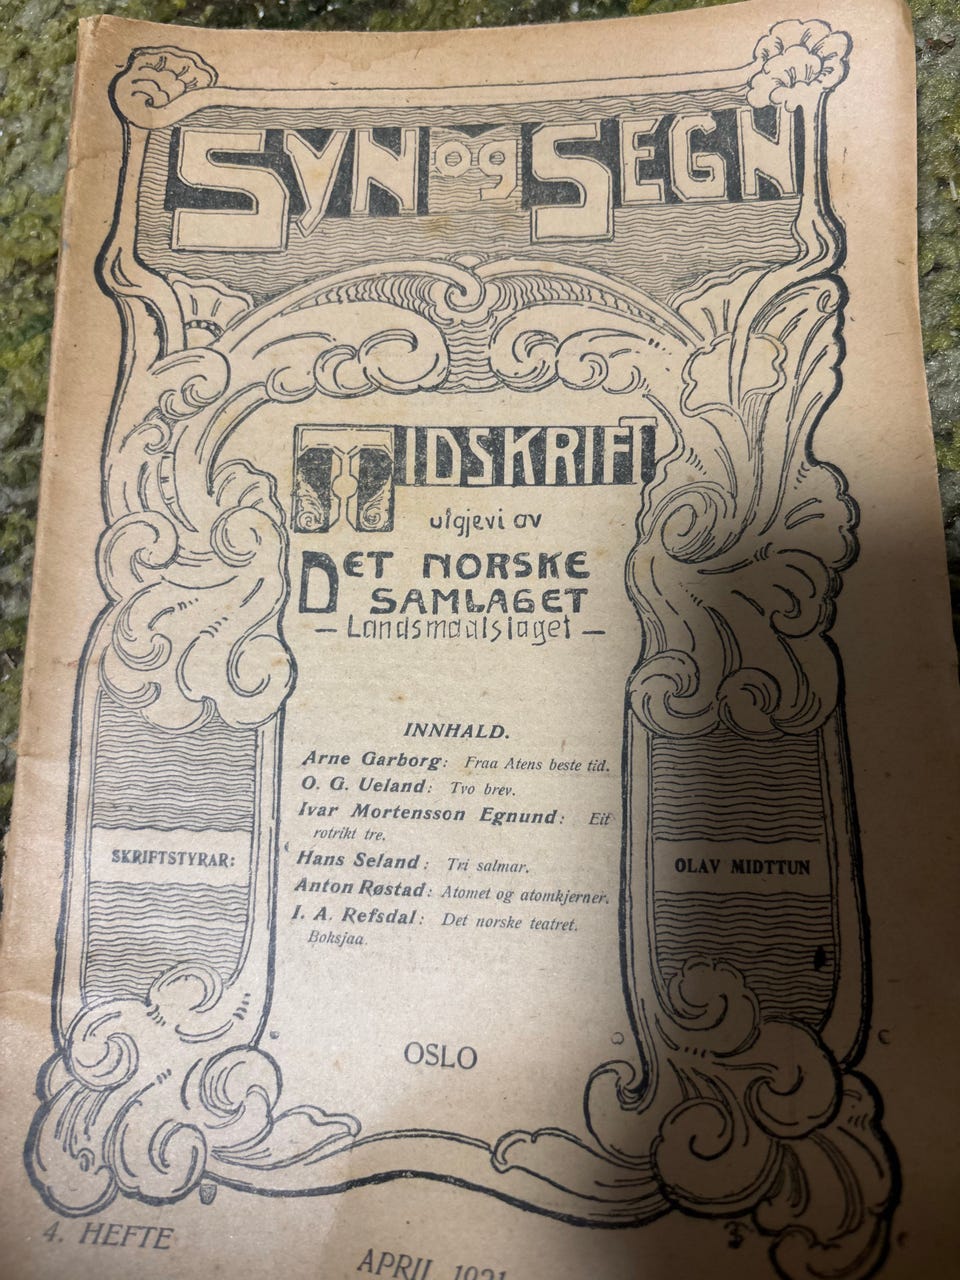 SYN OG SEGN
TIDSKRIFT
utgjevi av
DET NORSKE
SAMLAGET
— Landsmaalslaget —
INNHALD.
Arne Garborg: Fraa Atens beste tid.
O. G. Ueland: Tvo brev.
Ivar Mortensson Egnund: Eit
rotrikt tre.
Hans Seland: Tri salmar.
Anton Røstad: Atomet og atomkjerner.
I. A. Refsdal: Det norske teatret.
Boksjaa.
SKRIFTSTYRAR:
OLAV MIDTTUN
OSLO
4. HEFTE
APRIL 1921